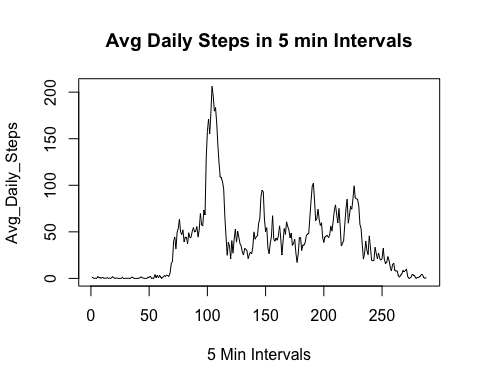 Avg Daily Steps in 5 min Intervals
Avg_Daily_Steps
200
150
100
50
0
0 50 100 150 200 250
5 Min Intervals